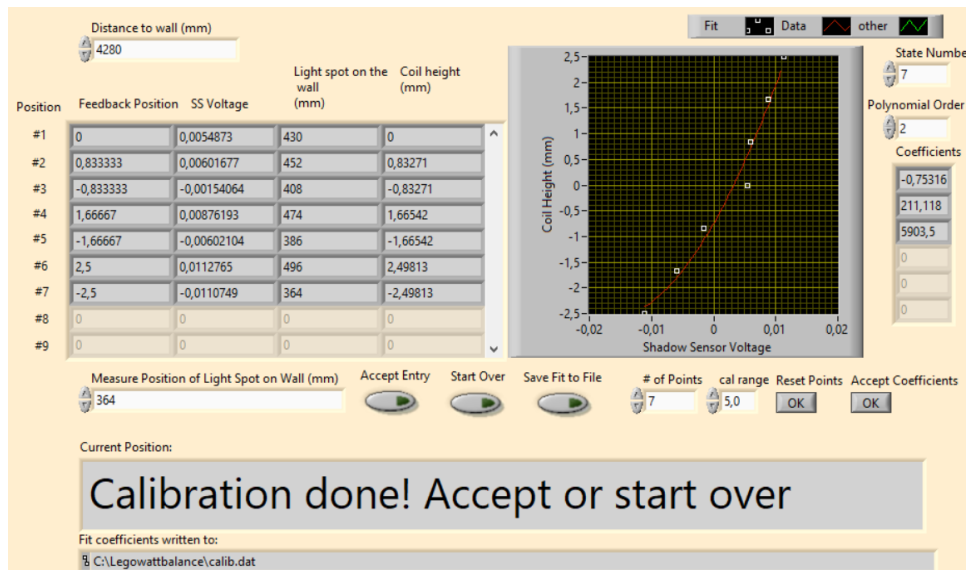 Distance to wall (mm)
4280
Fit Data other
State Numbe
7
Polynomial Order
2
Coefficients
-0,75316
211,118
5903,5
0
0
0
Position Feedback Position SS Voltage Light spot on the wall (mm) Coil height (mm)
#1 0 0,0054873 430 0
#2 0,833333 0,00601677 452 0,83271
#3 -0,833333 -0,00154064 408 -0,83271
#4 1,66667 0,00876193 474 1,66542
#5 -1,66667 -0,00602104 386 -1,66542
#6 2,5 0,0112765 496 2,49813
#7 -2,5 -0,0110749 364 -2,49813
#8 0 0 0 0
#9 0 0 0 0
Coil Height (mm)
2,5
2
1,5
1
0,5
0
-0,5
-1
-1,5
-2
-2,5
-0,02 -0,01 0 0,01 0,02
Shadow Sensor Voltage
Measure Position of Light Spot on Wall (mm) Accept Entry Start Over Save Fit to File # of Points cal range Reset Points Accept Coefficients
364 7 5,0 OK OK
Current Position:
Calibration done! Accept or start over
Fit coefficients written to:
C:\Legowattbalance\calib.dat